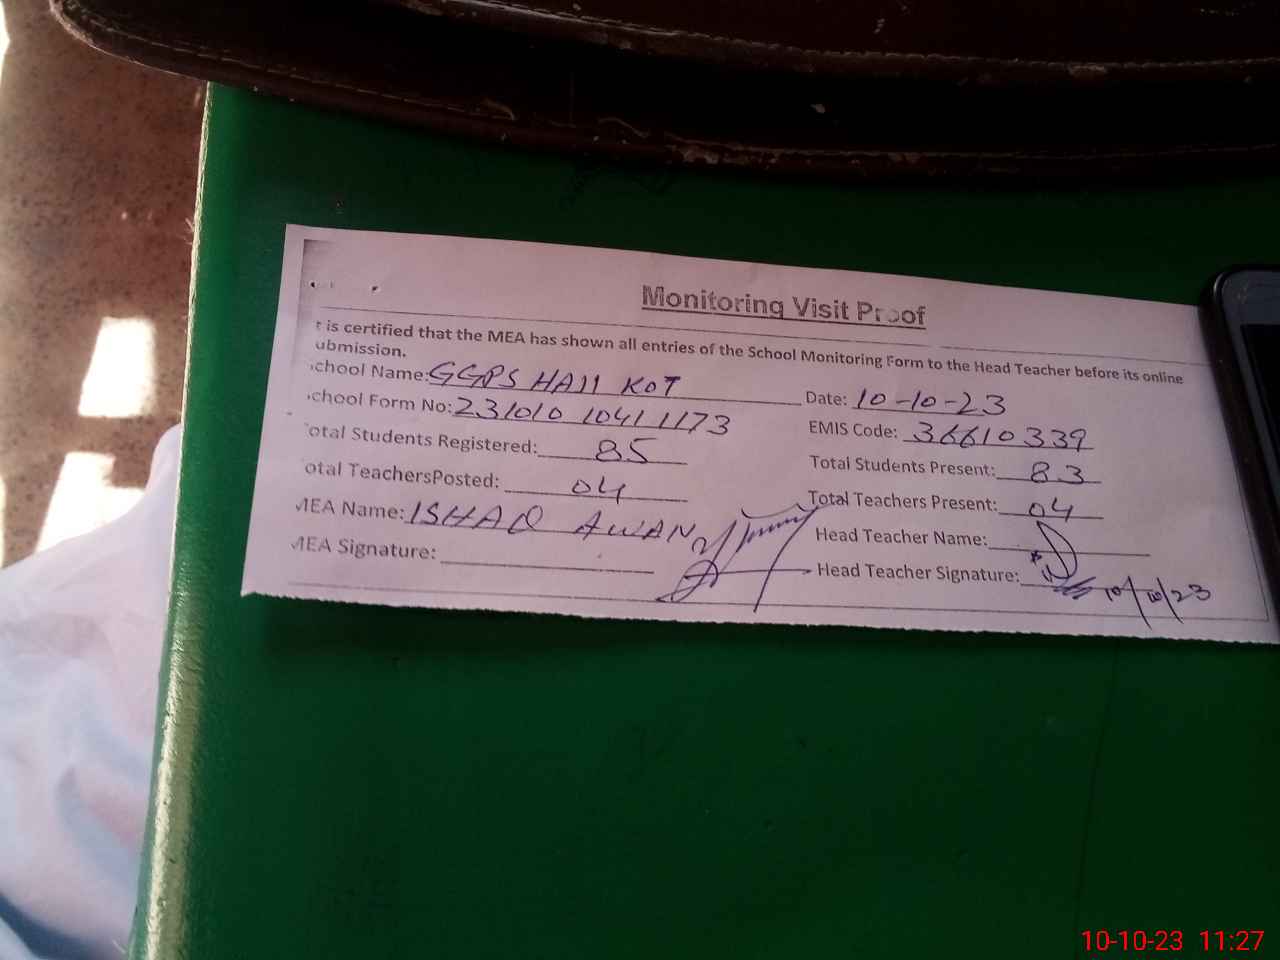 Monitoring Visit Proof
t is certified that the MEA has shown all entries of the School Monitoring Form to the Head Teacher before its online
ubmission.
chool Name: GGPS HAJI KOT Date: 10-10-23
chool Form No: 231010 1041 1173 EMIS Code: 36610339
otal Students Registered: 85 Total Students Present: 83
otal TeachersPosted: 04 Total Teachers Present: 04
MEA Name: ISHAQ AWAN Head Teacher Name:
MEA Signature: Head Teacher Signature: 10/10/23
10-10-23 11:27